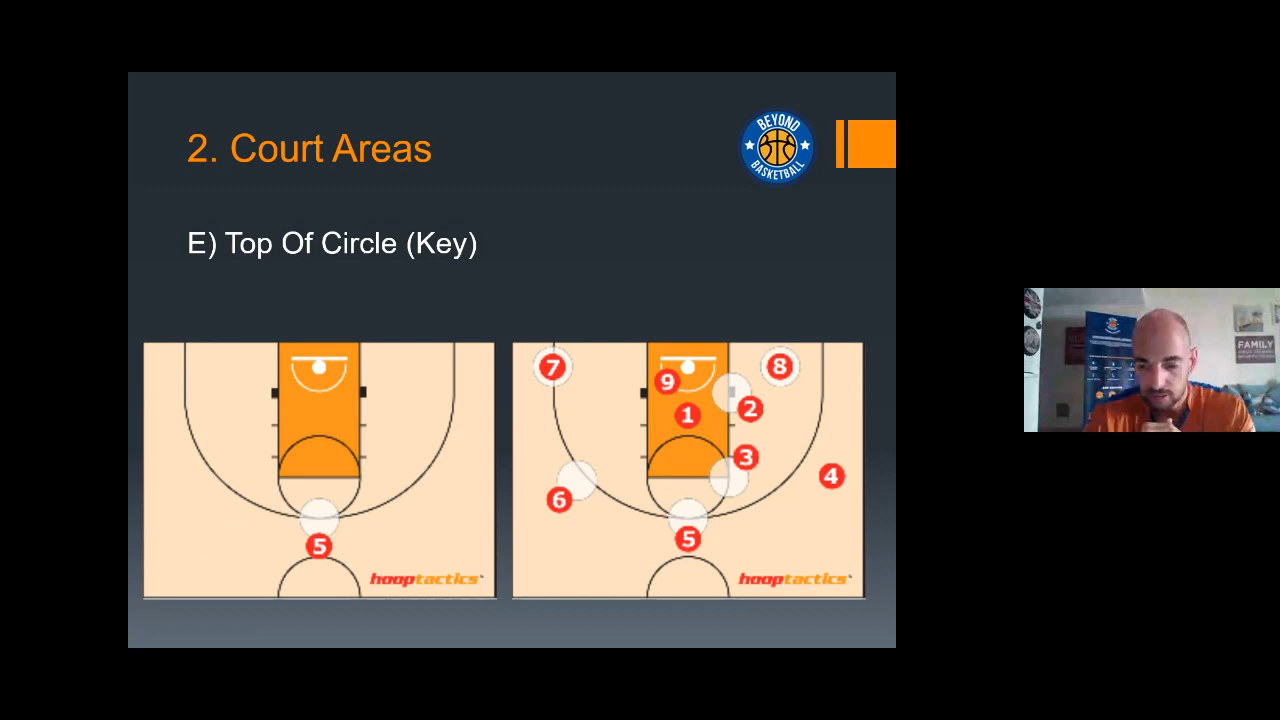 2. Court Areas
BEYOND
BASKETBALL
E) Top Of Circle (Key)
5
hooptactics
7
8
9
1
2
3
4
6
5
hooptactics
FAMILY